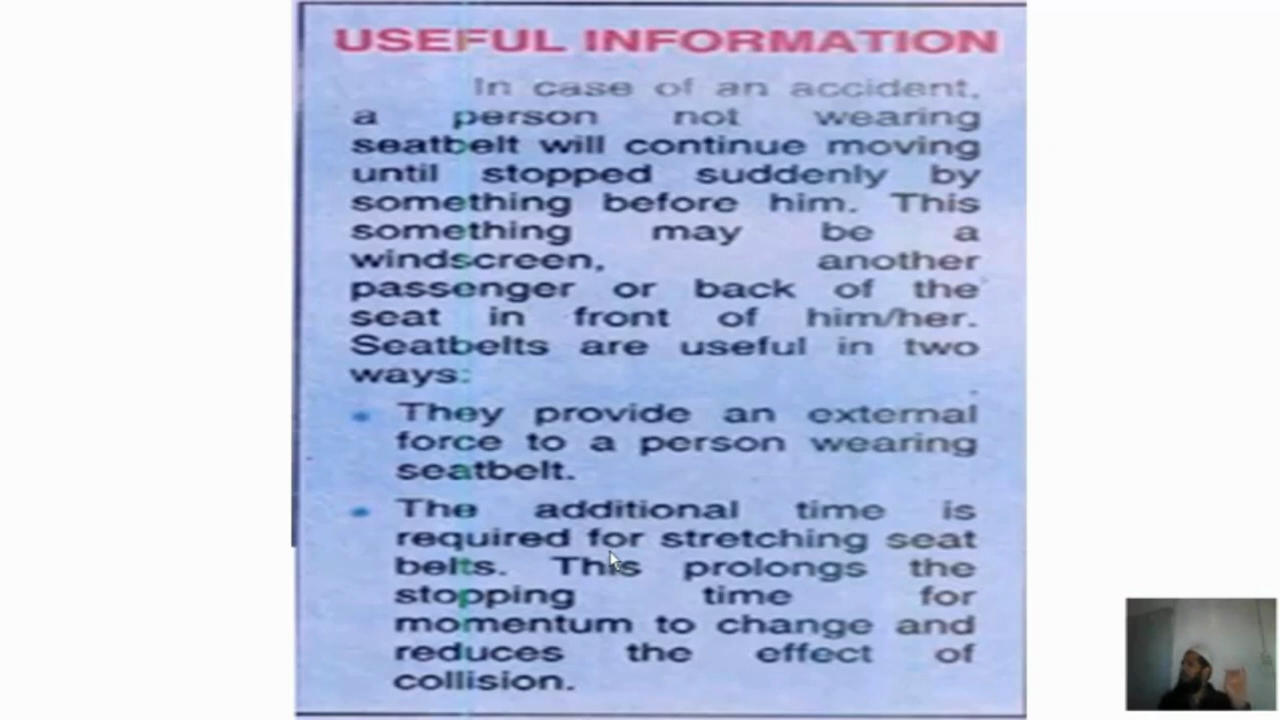 USEFUL INFORMATION
In case of an accident,
a person not wearing
seatbelt will continue moving
until stopped suddenly by
something before him. This
something may be a
windscreen, another
passenger or back of the
seat in front of him/her.
Seatbelts are useful in two
ways:
• They provide an external
force to a person wearing
seatbelt.
• The additional time is
required for stretching seat
belts. This prolongs the
stopping time for
momentum to change and
reduces the effect of
collision.